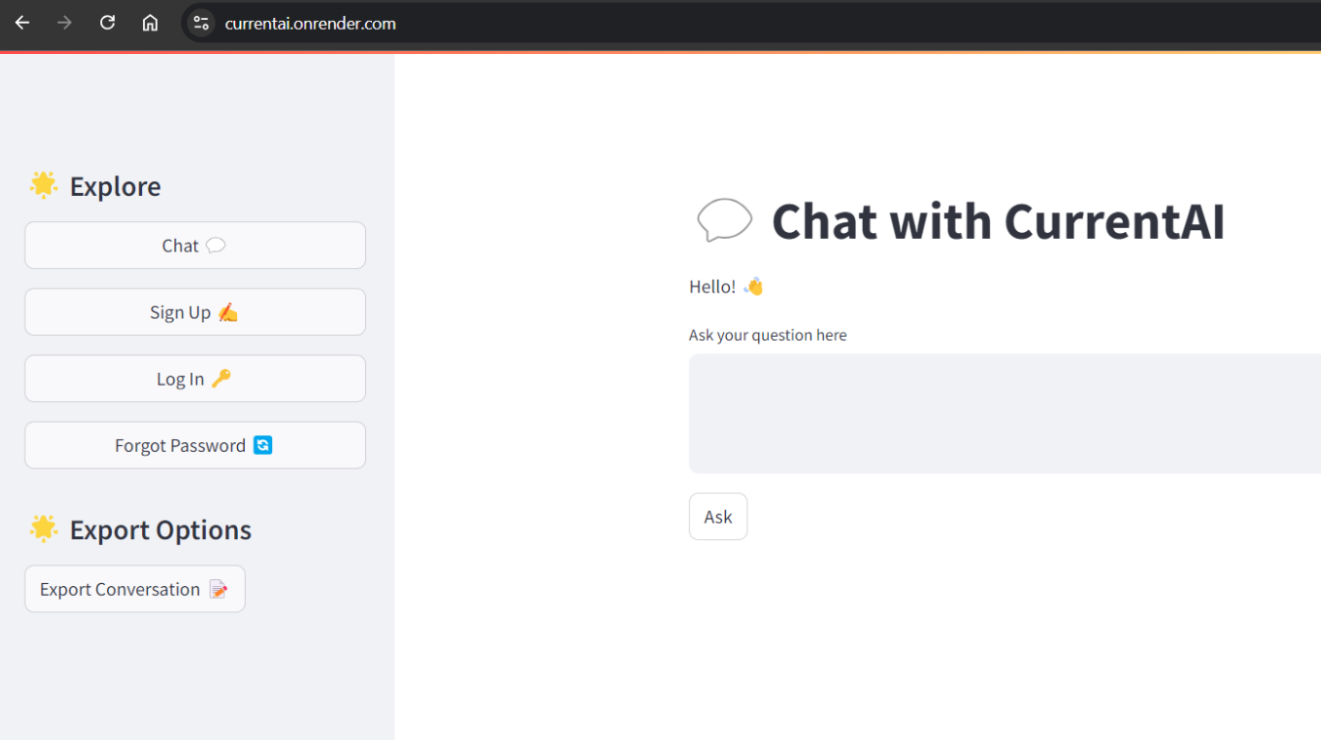 currentai.onrender.com
🌟 Explore
Chat 💬
Sign Up ✍️
Log In 🔑
Forgot Password 🔄
🌟 Export Options
Export Conversation 📝
💬 Chat with CurrentAI
Hello! 👋
Ask your question here
Ask